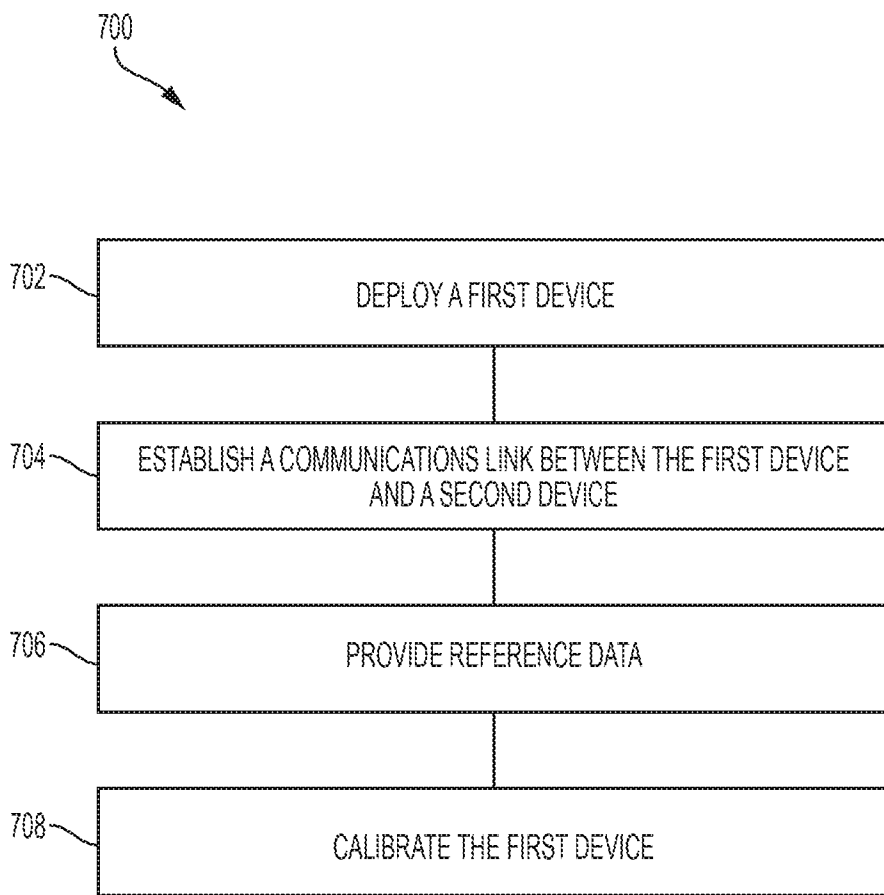 700
702
DEPLOY A FIRST DEVICE
704
ESTABLISH A COMMUNICATIONS LINK BETWEEN THE FIRST DEVICE
AND A SECOND DEVICE
706
PROVIDE REFERENCE DATA
708
CALIBRATE THE FIRST DEVICE